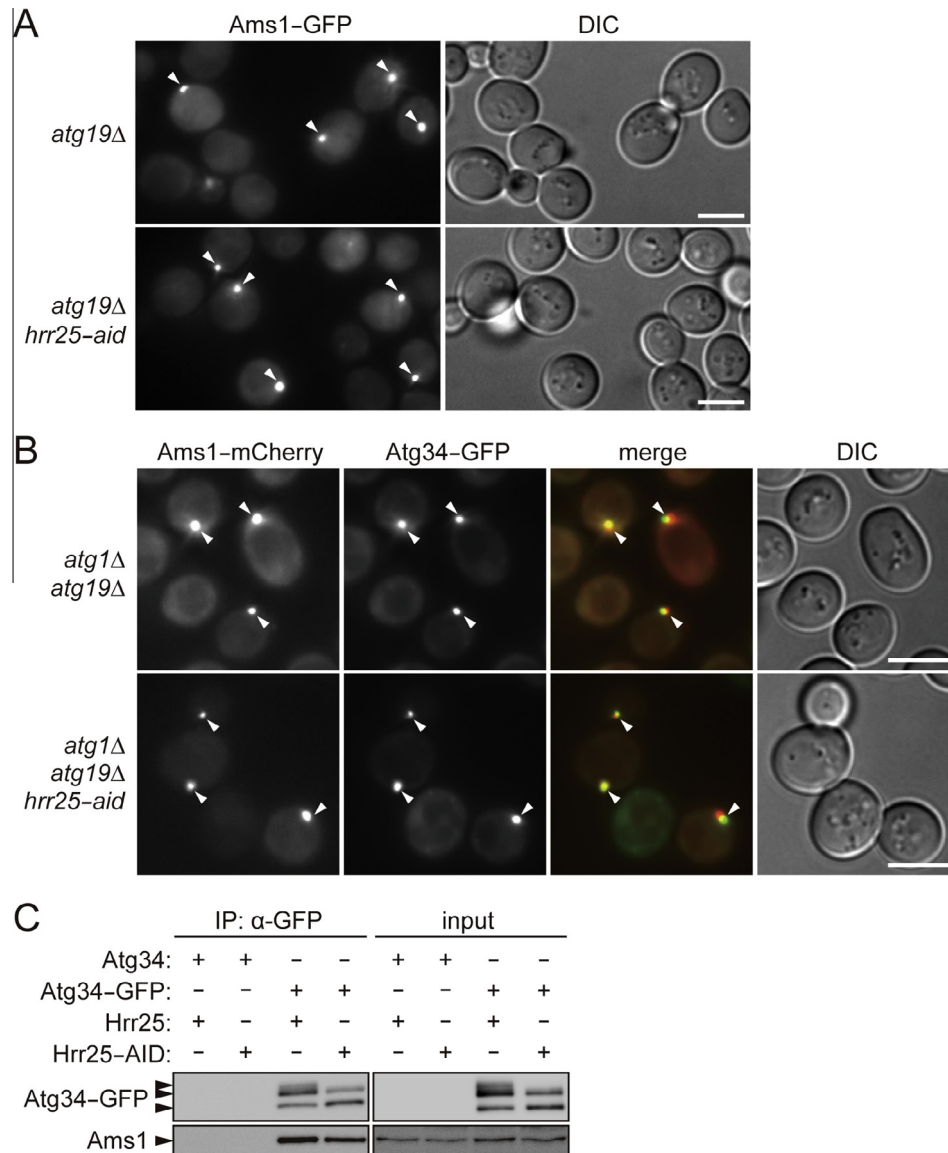 A
Ams1–GFP DIC
atg19Δ
atg19Δ
hrr25–aid
B
Ams1–mCherry Atg34–GFP merge DIC
atg1Δ
atg19Δ
atg1Δ
atg19Δ
hrr25–aid
C
IP: α-GFP input
Atg34: + + – – + + – –
Atg34–GFP: – – + + – – + +
Hrr25: + – + – + – + –
Hrr25–AID: – + – + – + – +
Atg34–GFP
Ams1